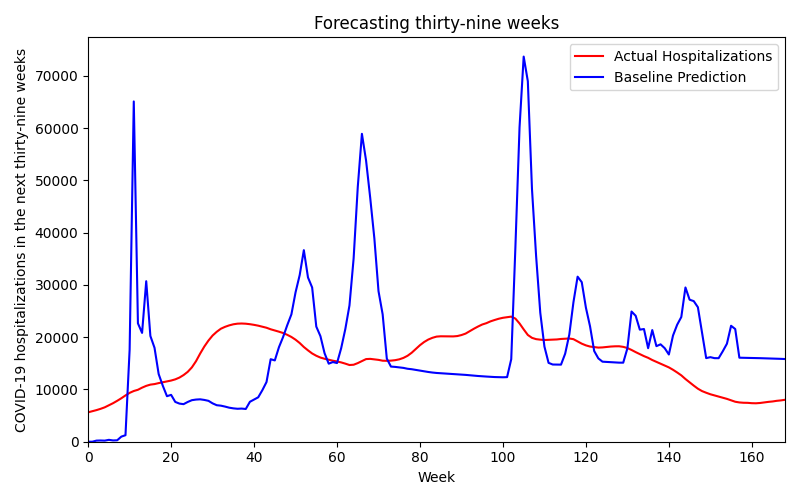 Forecasting thirty-nine weeks
COVID-19 hospitalizations in the next thirty-nine weeks
70000
60000
50000
40000
30000
20000
10000
0
Actual Hospitalizations
Baseline Prediction
0 20 40 60 80 100 120 140 160
Week